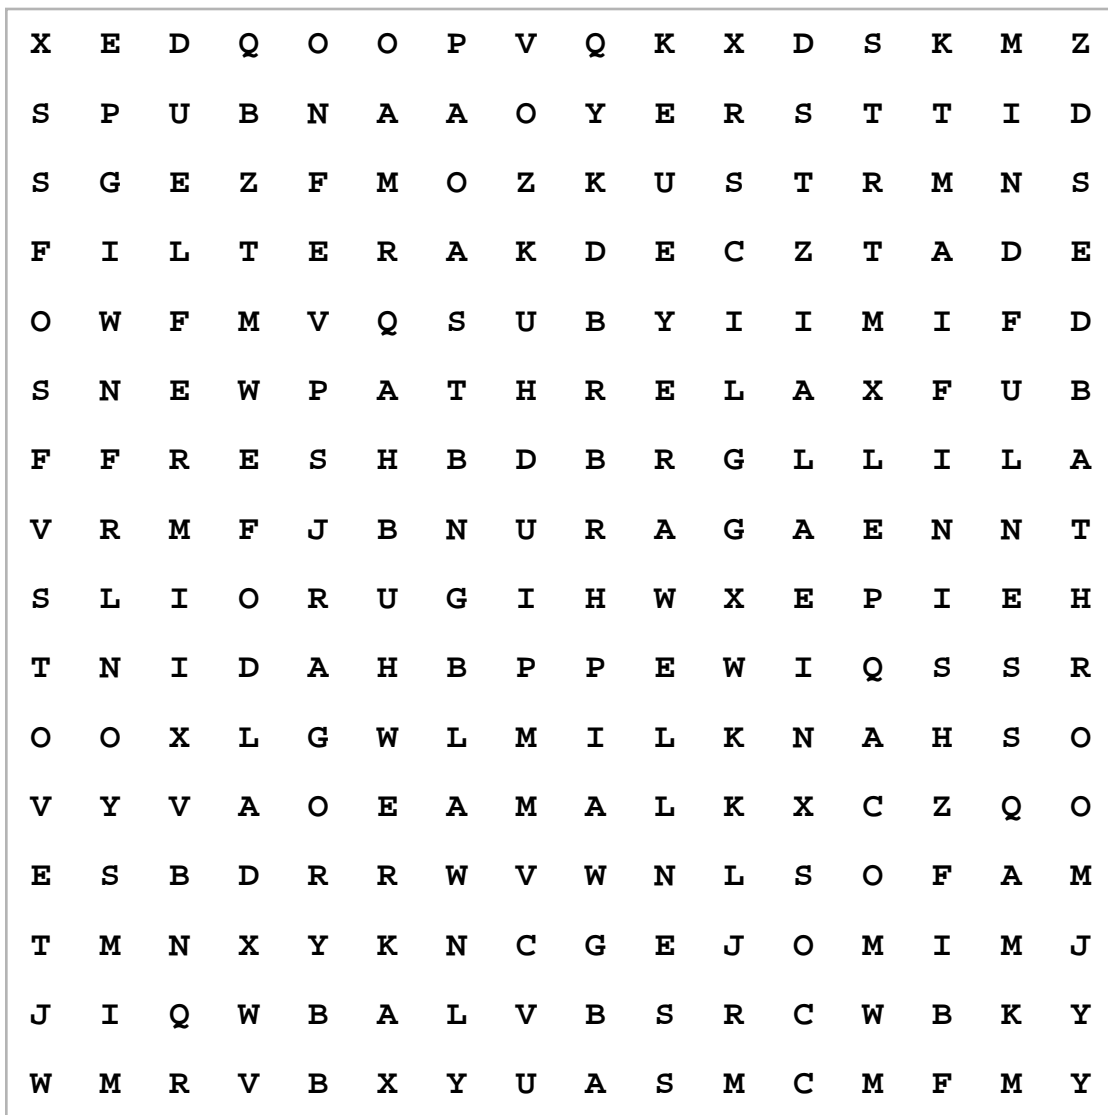 X E D Q O O P V Q K X D S K M Z
S P U B N A A O Y E R S T T I D
S G E Z F M O Z K U S T R M N S
F I L T E R A K D E C Z T A D E
O W F M V Q S U B Y I I M I F D
S N E W P A T H R E L A X F U B
F F R E S H B D B R G L L I L A
V R M F J B N U R A G A E N N T
S L I O R U G I H W X E P I E H
T N I D A H B P P E W I Q S S R
O O X L G W L M I L K N A H S O
V Y V A O E A M A L K X C Z Q O
E S B D R R W V W N L S O F A M
T M N X Y K N C G E J O M I M J
J I Q W B A L V B S R C W B K Y
W M R V B X Y U A S M C M F M Y